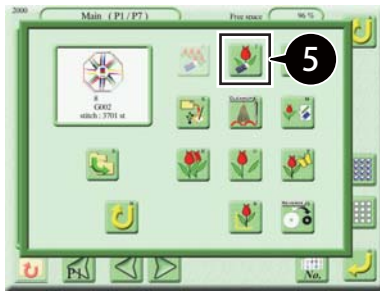 2000
Main (P1/P7)
Free space
96 %
5
8
G002
stitch : 3701 st
P1
No.